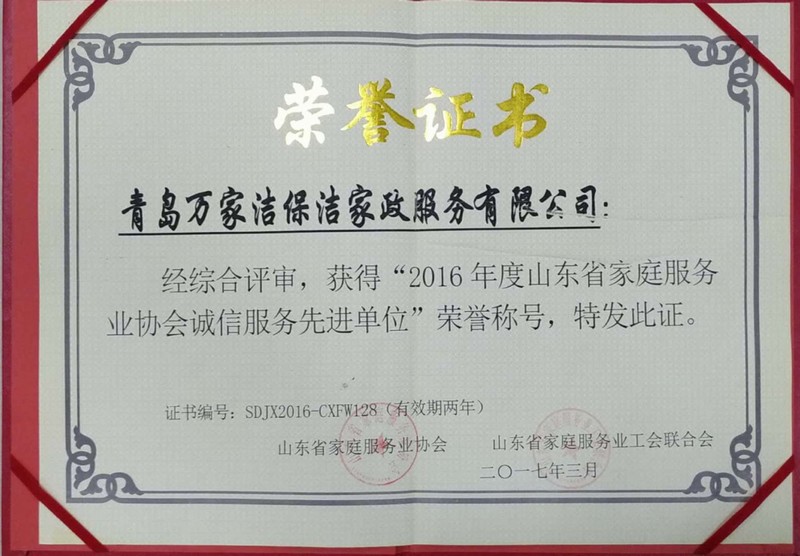 荣誉证书
青岛万家洁保洁家政服务有限公司：
经综合评审，获得“2016年度山东省家庭服务
业协会诚信服务先进单位”荣誉称号，特发此证。
证书编号：SDJX2016-CXFW128（有效期两年）
山东省家庭服务业协会 山东省家庭服务业工会联合会
二〇一七年三月